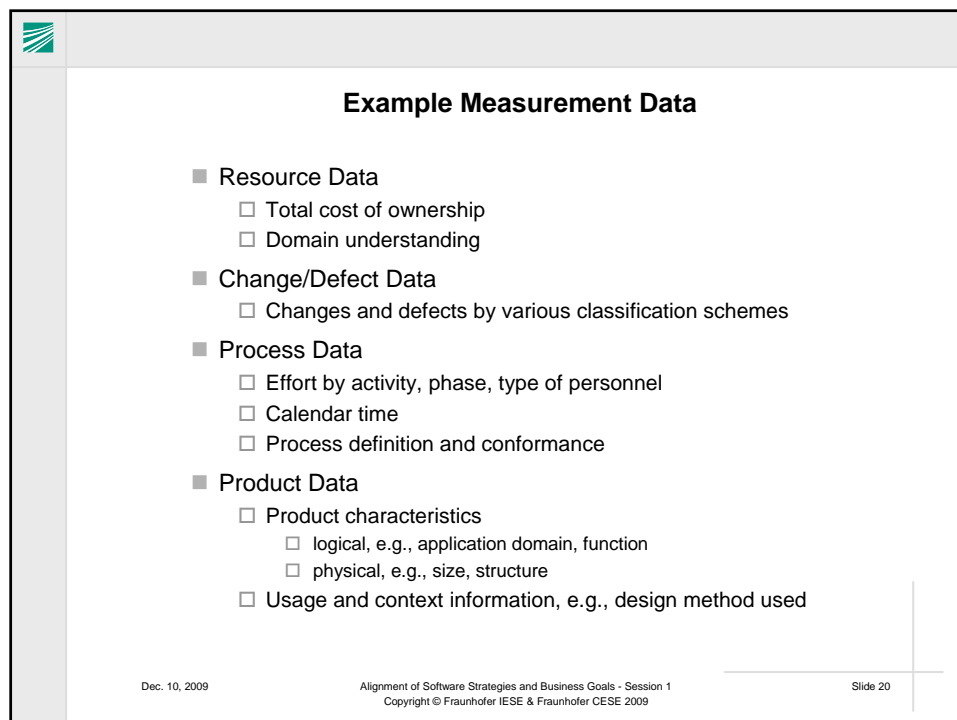 Example Measurement Data
Resource Data
Total cost of ownership
Domain understanding
Change/Defect Data
Changes and defects by various classification schemes
Process Data
Effort by activity, phase, type of personnel
Calendar time
Process definition and conformance
Product Data
Product characteristics
logical, e.g., application domain, function
physical, e.g., size, structure
Usage and context information, e.g., design method used
Dec. 10, 2009
Alignment of Software Strategies and Business Goals - Session 1
Copyright © Fraunhofer IESE & Fraunhofer CESE 2009
Slide 20